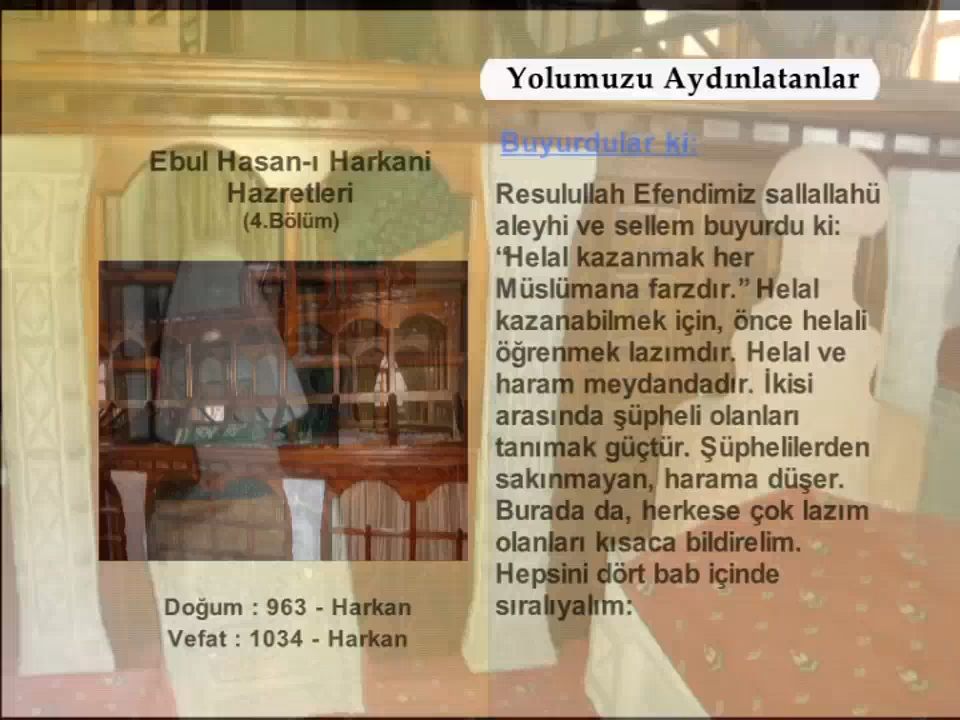 Yolumuzu Aydınlatanlar
Ebul Hasan-ı Harkani
Hazretleri
(4.Bölüm)
Doğum : 963 - Harkan
Vefat : 1034 - Harkan
Buyurdular ki:
Resulullah Efendimiz sallallahü
aleyhi ve sellem buyurdu ki:
“Helal kazanmak her
Müslümana farzdır.” Helal
kazanabilmek için, önce helali
öğrenmek lazımdır. Helal ve
haram meydandadır. İkisi
arasında şüpheli olanları
tanımak güçtür. Şüphelilerden
sakınmayan, harama düşer.
Burada da, herkese çok lazım
olanları kısaca bildirelim.
Hepsini dört bab içinde
sıralıyalım: